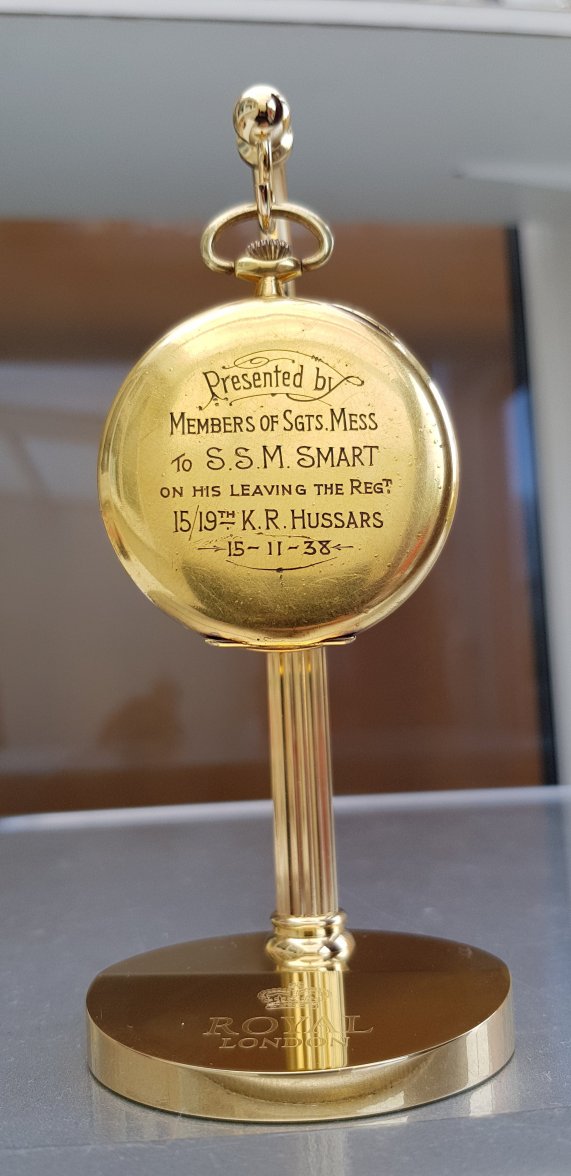 Presented by
MEMBERS OF SGTS. MESS
TO S.S.M. SMART
ON HIS LEAVING THE REGT.
15/19TH K.R. HUSSARS
15-11-38
ROYAL
LONDON